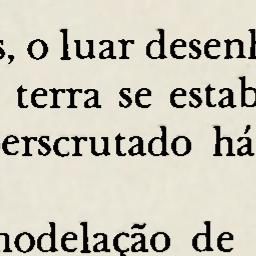 s, o luar desenh
terra se estab
erscrutado há
nodelação de